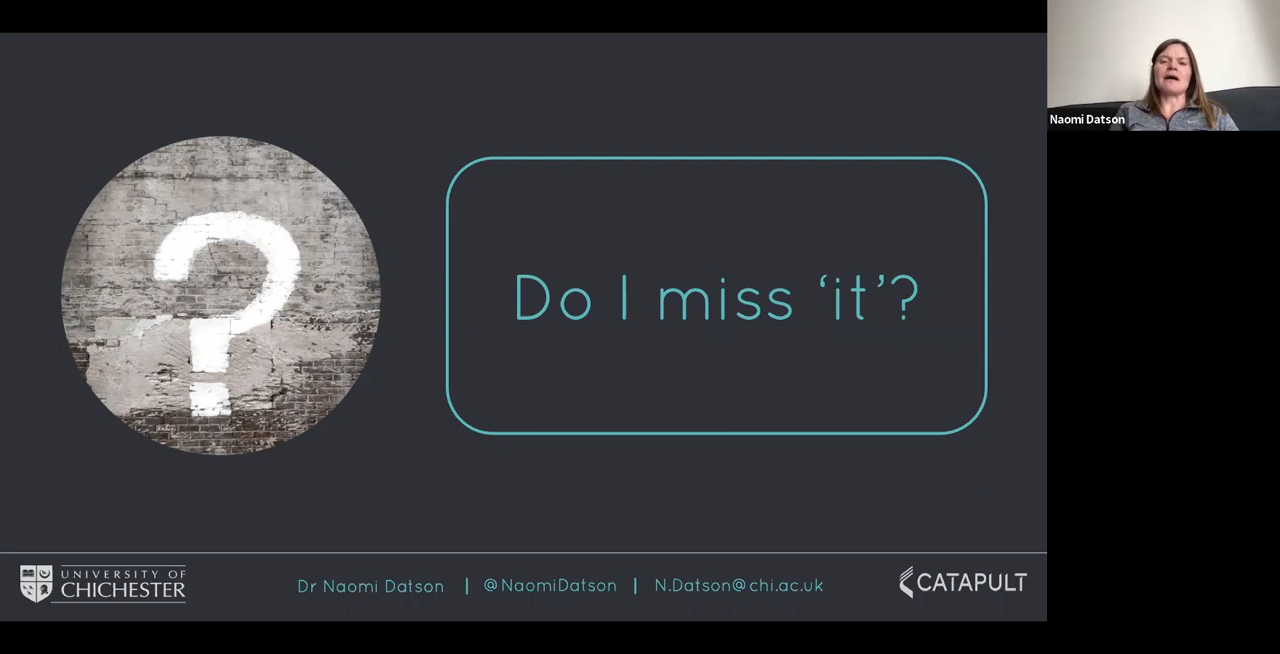 Naomi Datson
Do I miss ‘it’?
UNIVERSITY OF
CHICHESTER
Dr Naomi Datson | @NaomiDatson | N.Datson@chi.ac.uk
CATAPULT